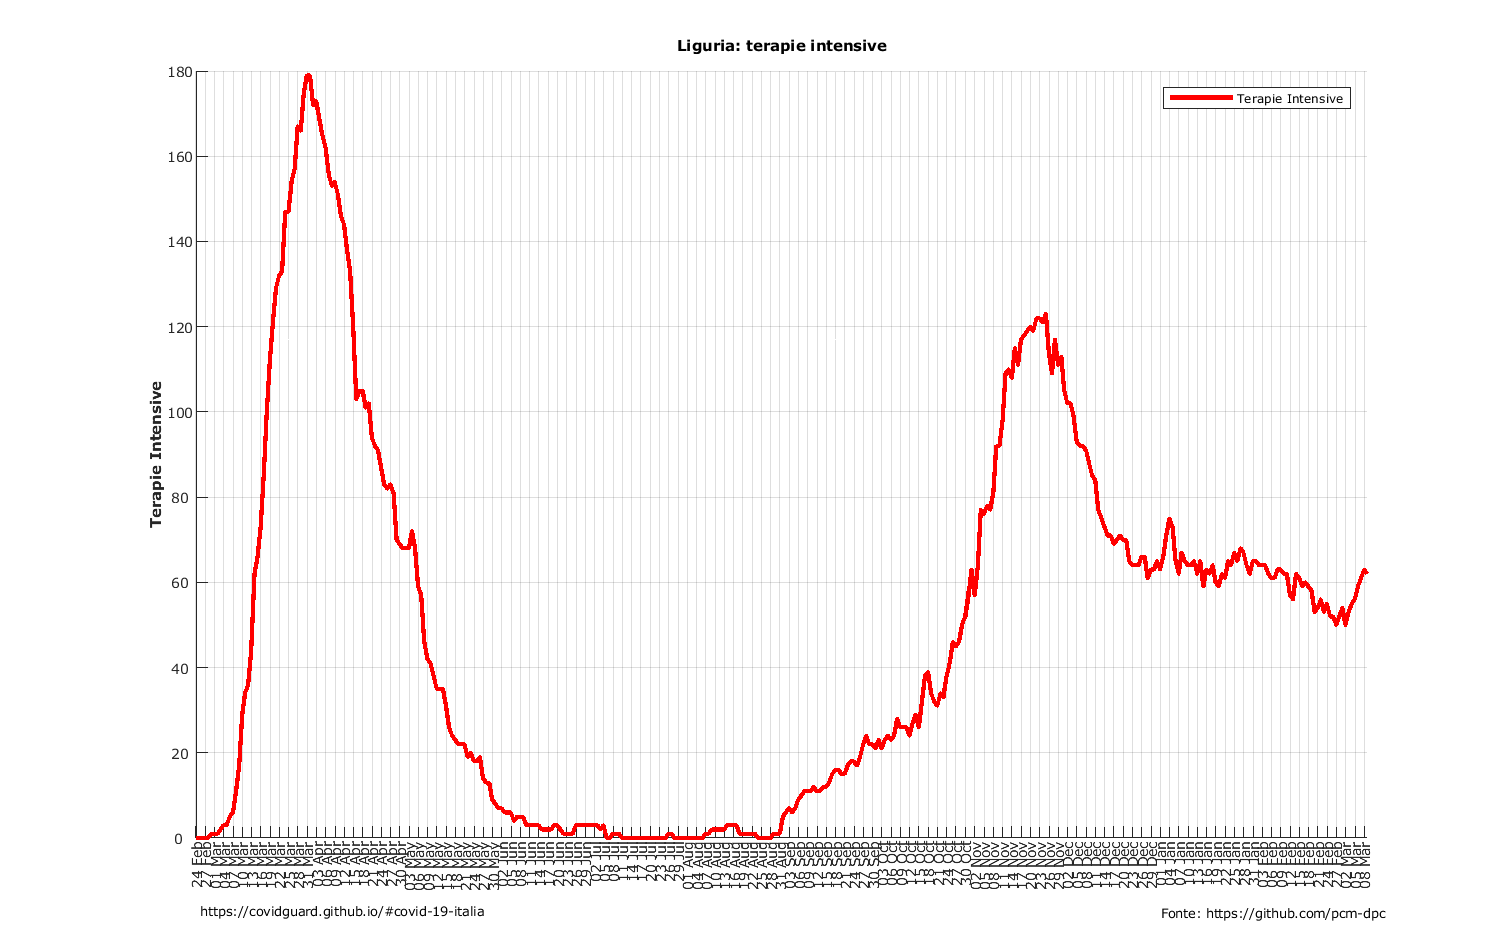 Liguria: terapie intensive
Terapie Intensive
180
160
140
120
100
80
60
40
20
0
Terapie Intensive
24 Feb
27 Feb
01 Mar
04 Mar
07 Mar
10 Mar
13 Mar
16 Mar
19 Mar
22 Mar
25 Mar
28 Mar
31 Mar
03 Apr
06 Apr
09 Apr
12 Apr
15 Apr
18 Apr
21 Apr
24 Apr
27 Apr
30 Apr
03 May
06 May
09 May
12 May
15 May
18 May
21 May
24 May
27 May
30 May
02 Jun
05 Jun
08 Jun
11 Jun
14 Jun
17 Jun
20 Jun
23 Jun
26 Jun
29 Jun
02 Jul
05 Jul
08 Jul
11 Jul
14 Jul
17 Jul
20 Jul
23 Jul
26 Jul
29 Jul
01 Aug
04 Aug
07 Aug
10 Aug
13 Aug
16 Aug
19 Aug
22 Aug
25 Aug
28 Aug
31 Aug
03 Sep
06 Sep
09 Sep
12 Sep
15 Sep
18 Sep
21 Sep
24 Sep
27 Sep
30 Sep
03 Oct
06 Oct
09 Oct
12 Oct
15 Oct
18 Oct
21 Oct
24 Oct
27 Oct
30 Oct
02 Nov
05 Nov
08 Nov
11 Nov
14 Nov
17 Nov
20 Nov
23 Nov
26 Nov
29 Nov
02 Dec
05 Dec
08 Dec
11 Dec
14 Dec
17 Dec
20 Dec
23 Dec
26 Dec
29 Dec
01 Jan
04 Jan
07 Jan
10 Jan
13 Jan
16 Jan
19 Jan
22 Jan
25 Jan
28 Jan
31 Jan
03 Feb
06 Feb
09 Feb
12 Feb
15 Feb
18 Feb
21 Feb
24 Feb
27 Feb
02 Mar
05 Mar
08 Mar
https://covidguard.github.io/#covid-19-italia
Fonte: https://github.com/pcm-dpc